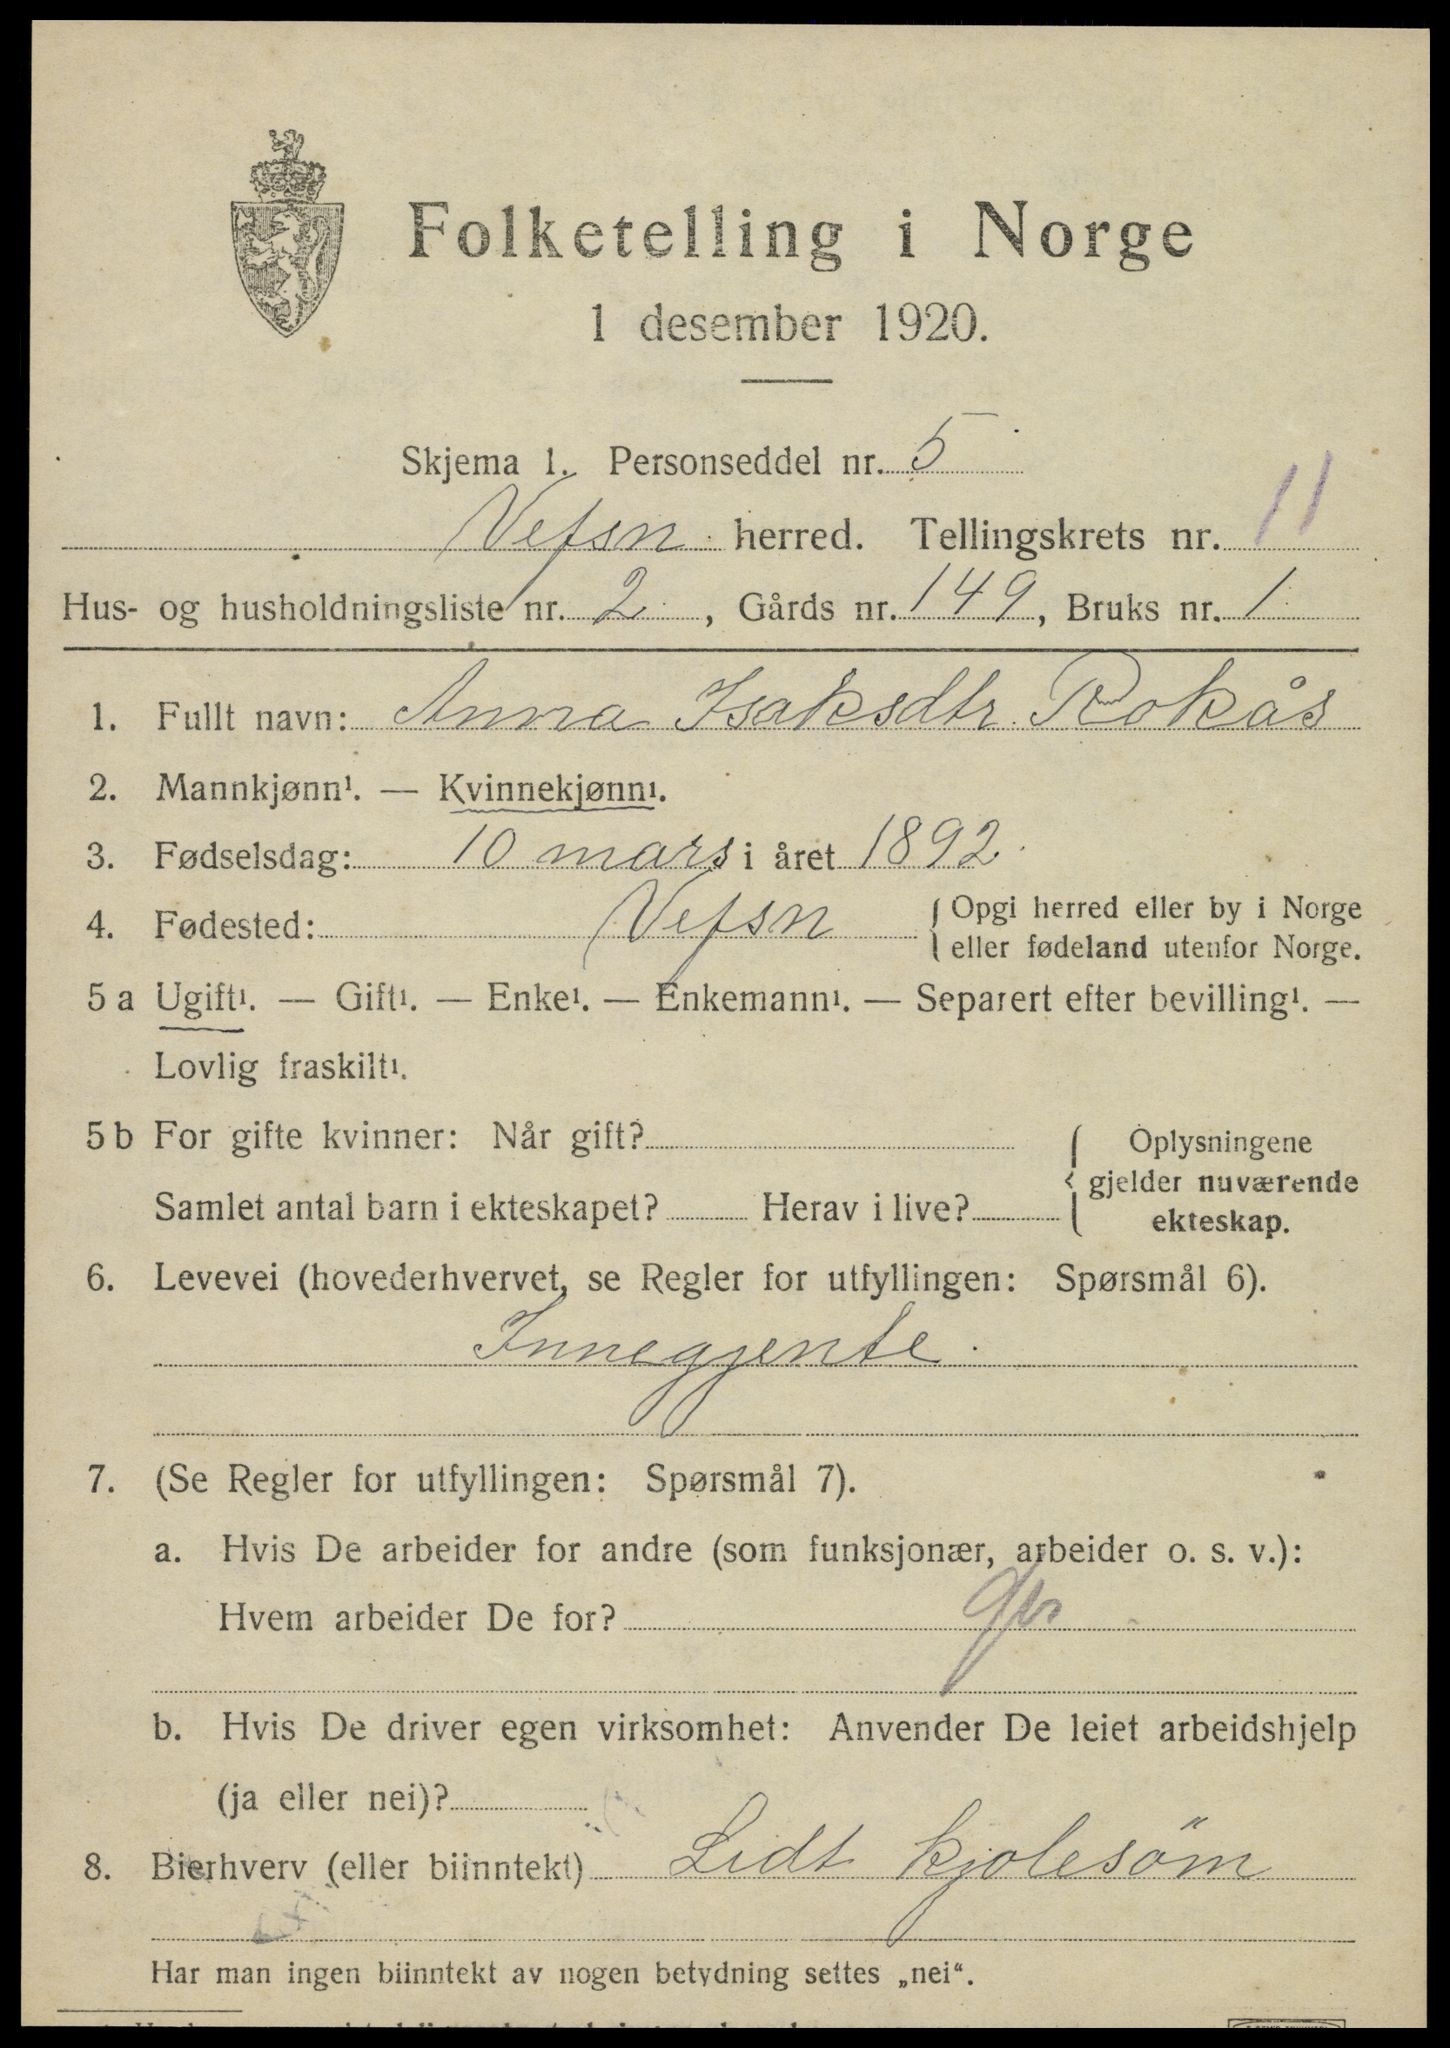 Folketelling i Norge
1 desember 1920.
Skjema 1. Personseddel nr. 5
Vefsn herred. Tellingskrets nr. 11
Hus- og husholdningsliste nr. 2, Gårds nr. 149, Bruks nr. 1
1. Fullt navn: Anna Isaksdtr. Rokås
2. Mannkjønn¹. — Kvinnekjønn¹.
3. Fødselsdag: 10 mars i året 1892
4. Fødested: Vefsn {Opgi herred eller by i Norge
eller fødeland utenfor Norge.
5 a Ugift¹. — Gift¹. — Enke¹. — Enkemann¹. — Separert efter bevilling¹. —
Lovlig fraskilt¹.
5 b For gifte kvinner: Når gift? { Oplysningene
gjelder nuværende
Samlet antal barn i ekteskapet? Herav i live?
ekteskap.
6. Levevei (hovederhvervet, se Regler for utfyllingen: Spørsmål 6).
Innegjente.
7. (Se Regler for utfyllingen: Spørsmål 7).
a. Hvis De arbeider for andre (som funksjonær, arbeider o. s. v.):
Hvem arbeider De for?
b. Hvis De driver egen virksomhet: Anvender De leiet arbeidshjelp
(ja eller nei)?
8. Bierhverv (eller biinntekt) Lidt kjolesöm
Har man ingen biinntekt av nogen betydning settes „nei“.